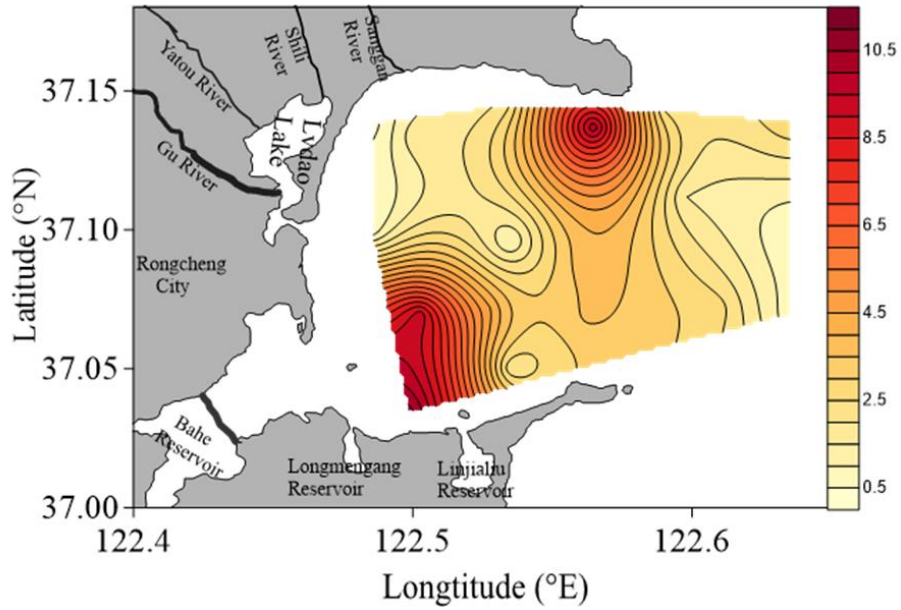 Yatou River
Shili
River
Sanggan
River
Gu River
Lvdao
Lake
Rongcheng
City
Bahe
Reservoir
Longmengang
Reservoir
Linjialiu
Reservoir
37.15
37.10
37.05
37.00
Latitude (°N)
122.4
122.5
122.6
Longtitude (°E)
10.5
8.5
6.5
4.5
2.5
0.5